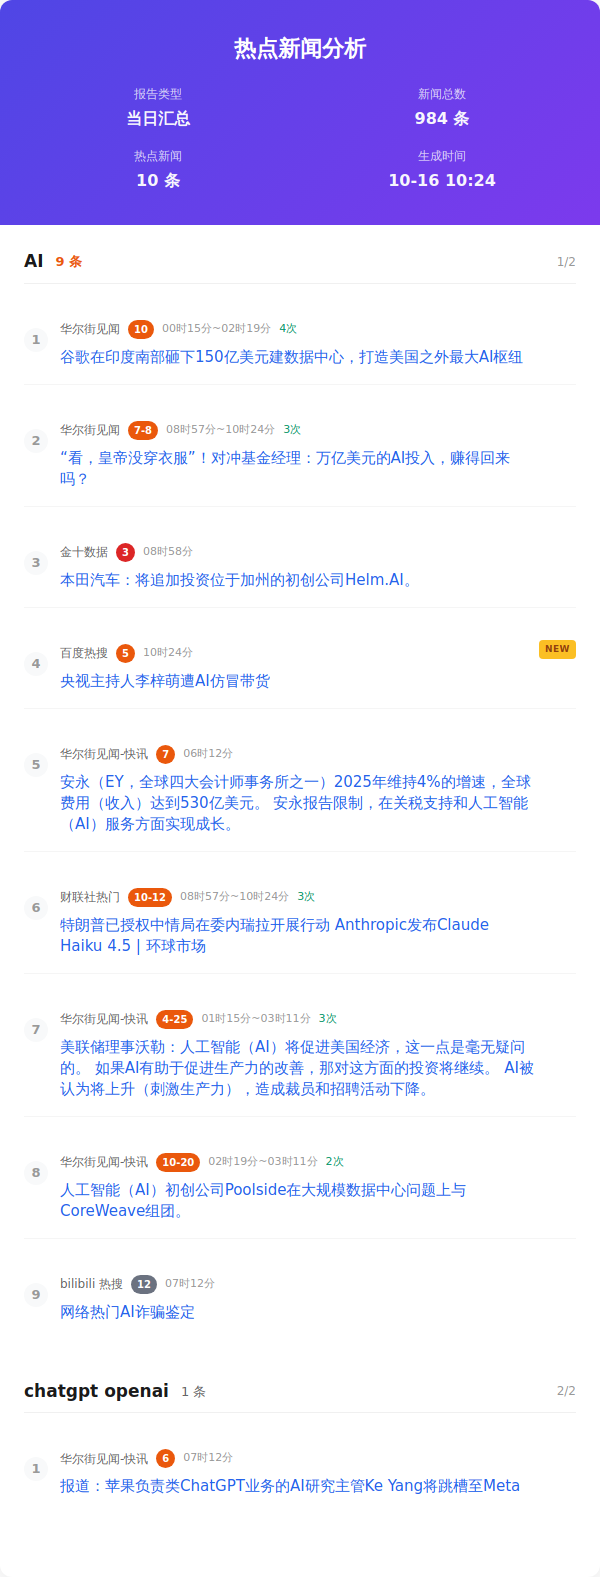 热点新闻分析
报告类型
新闻总数
当日汇总
984 条
热点新闻
生成时间
10 条
10-16 10:24
AI 9 条 1/2
1 华尔街见闻 10 00时15分~02时19分 4次
谷歌在印度南部砸下150亿美元建数据中心，打造美国之外最大AI枢纽
2 华尔街见闻 7-8 08时57分~10时24分 3次
“看，皇帝没穿衣服”！对冲基金经理：万亿美元的AI投入，赚得回来
吗？
3 金十数据 3 08时58分
本田汽车：将追加投资位于加州的初创公司Helm.AI。
4 百度热搜 5 10时24分 NEW
央视主持人李梓萌遭AI仿冒带货
5 华尔街见闻-快讯 7 06时12分
安永（EY，全球四大会计师事务所之一）2025年维持4%的增速，全球
费用（收入）达到530亿美元。 安永报告限制，在关税支持和人工智能
（AI）服务方面实现成长。
6 财联社热门 10-12 08时57分~10时24分 3次
特朗普已授权中情局在委内瑞拉开展行动 Anthropic发布Claude
Haiku 4.5 | 环球市场
7 华尔街见闻-快讯 4-25 01时15分~03时11分 3次
美联储理事沃勒：人工智能（AI）将促进美国经济，这一点是毫无疑问
的。 如果AI有助于促进生产力的改善，那对这方面的投资将继续。 AI被
认为将上升（刺激生产力），造成裁员和招聘活动下降。
8 华尔街见闻-快讯 10-20 02时19分~03时11分 2次
人工智能（AI）初创公司Poolside在大规模数据中心问题上与
CoreWeave组团。
9 bilibili 热搜 12 07时12分
网络热门AI诈骗鉴定
chatgpt openai 1 条 2/2
1 华尔街见闻-快讯 6 07时12分
报道：苹果负责类ChatGPT业务的AI研究主管Ke Yang将跳槽至Meta